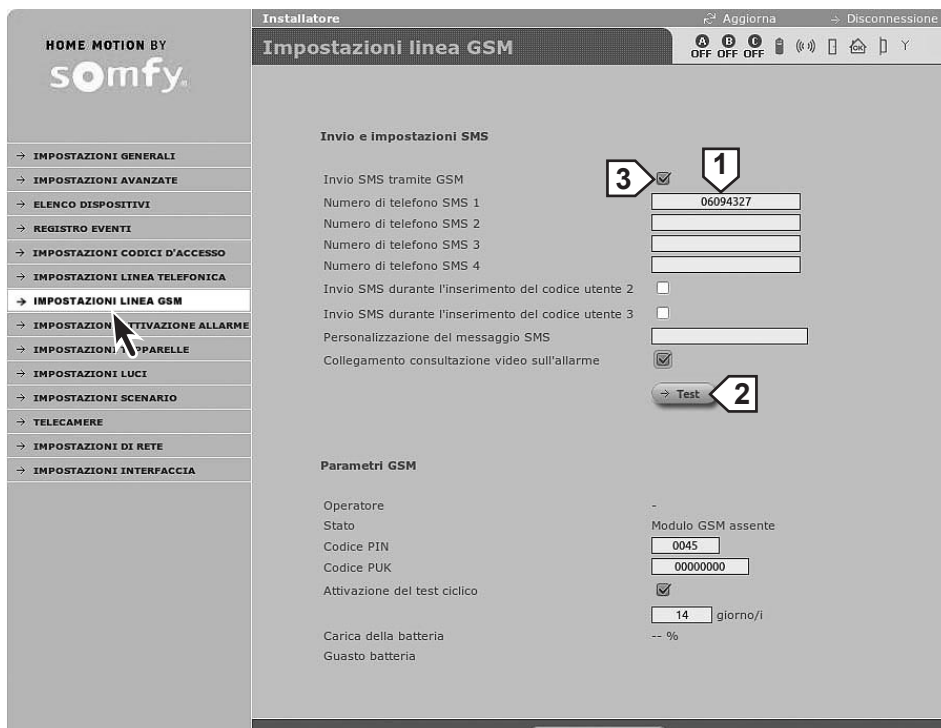 Installatore
Aggiorna
Disconnessione
HOME MOTION BY
somfy.
Impostazioni linea GSM
A B C
OFF OFF OFF
OK
IMPOSTAZIONI GENERALI
IMPOSTAZIONI AVANZATE
ELENCO DISPOSITIVI
REGISTRO EVENTI
IMPOSTAZIONI CODICI D'ACCESSO
IMPOSTAZIONI LINEA TELEFONICA
IMPOSTAZIONI LINEA GSM
ATTIVAZIONE ALLARME
IMPOSTAZIONI
IMPOSTAZIONI LUCI
IMPOSTAZIONI SCENARIO
TELECAMERE
IMPOSTAZIONI DI RETE
IMPOSTAZIONI INTERFACCIA
Invio e impostazioni SMS
Invio SMS tramite GSM 3 1
Numero di telefono SMS 1 06094327
Numero di telefono SMS 2
Numero di telefono SMS 3
Numero di telefono SMS 4
Invio SMS durante l'inserimento del codice utente 2
Invio SMS durante l'inserimento del codice utente 3
Personalizzazione del messaggio SMS
Collegamento consultazione video sull'allarme
Test 2
Parametri GSM
Operatore -
Stato Modulo GSM assente
Codice PIN 0045
Codice PUK 00000000
Attivazione del test ciclico
14 giorno/i
Carica della batteria -- %
Guasto batteria